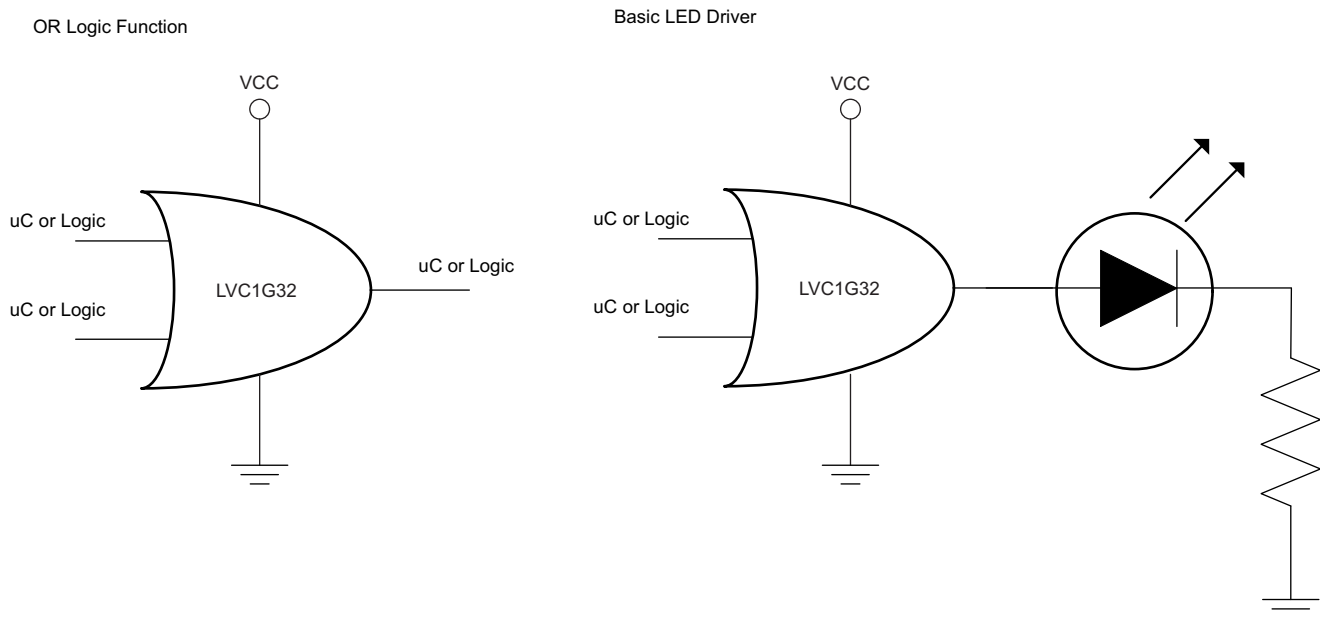 OR Logic Function
VCC
uC or Logic
uC or Logic
LVC1G32
uC or Logic
Basic LED Driver
VCC
uC or Logic
uC or Logic
LVC1G32